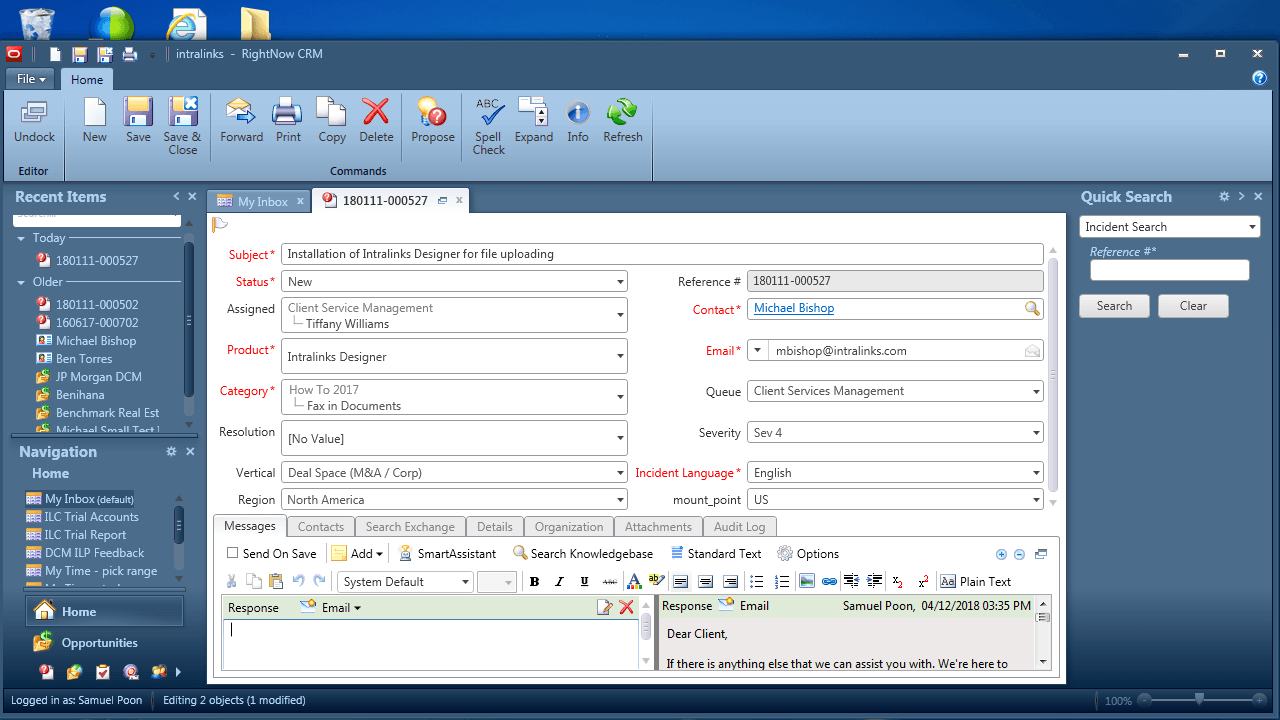 intralinks - RightNow CRM
File
Home
Undock
New
Save
Save & Close
Forward
Print
Copy
Delete
Propose
ABC
Spell Check
Expand
Info
Refresh
Editor
Commands
Recent Items
Today
180111-000527
Older
180111-000502
160617-000702
Michael Bishop
Ben Torres
JP Morgan DCM
Benihana
Benchmark Real Est
Michael Small Test
Navigation
Home
My Inbox (default)
ILC Trial Accounts
ILC Trial Report
DCM ILP Feedback
My Time - pick range
Home
Opportunities
My Inbox
180111-000527
Subject* Installation of Intralinks Designer for file uploading
Status* New
Reference # 180111-000527
Assigned Client Service Management
Tiffany Williams
Contact* Michael Bishop
Product* Intralinks Designer
Email* mbishop@intralinks.com
Category* How To 2017
Fax in Documents
Queue Client Services Management
Resolution [No Value]
Severity Sev 4
Vertical Deal Space (M&A / Corp)
Incident Language* English
Region North America
mount_point US
Messages Contacts Search Exchange Details Organization Attachments Audit Log
Send On Save Add SmartAssistant Search Knowledgebase Standard Text Options
System Default B I U ABC A ab x2 x2 Aa Plain Text
Response Email
Response Email Samuel Poon, 04/12/2018 03:35 PM
Dear Client,
If there is anything else that we can assist you with. We're here to
Quick Search
Incident Search
Reference #*
Search Clear
Logged in as: Samuel Poon Editing 2 objects (1 modified) 100%